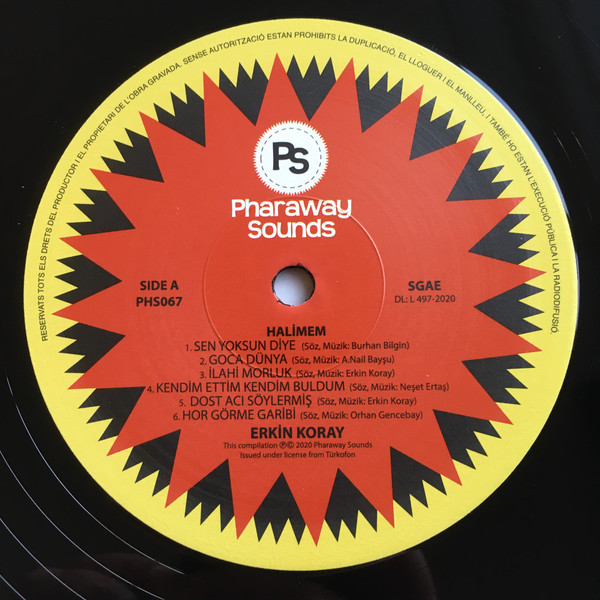 RESERVATS TOTS ELS DRETS DEL PRODUCTOR I EL PROPIETARI DE L'OBRA GRAVADA. SENSE AUTORITZACIÓ ESTAN PROHIBITS LA DUPLICACIÓ, EL LLOGUER I EL MANLLEU, I TAMBÉ HO ESTAN L'EXECUCIÓ PÚBLICA I LA RADIODIFUSIÓ.
PS
Pharaway
Sounds
SIDE A
PHS067
SGAE
DL: L 497-2020
HALİMEM
1. SEN YOKSUN DİYE (Söz, Müzik: Burhan Bilgin)
2. GOCA DÜNYA (Söz, Müzik: A.Nail Bayşu)
3. İLAHİ MORLUK (Söz, Müzik: Erkin Koray)
4. KENDİM ETTİM KENDİM BULDUM (Söz, Müzik: Neşet Ertaş)
5. DOST ACI SÖYLERMİŞ (Söz, Müzik: Erkin Koray)
6. HOR GÖRME GARİBİ (Söz, Müzik: Orhan Gencebay)
ERKİN KORAY
This compilation ℗© 2020 Pharaway Sounds
Issued under license from Türkofon